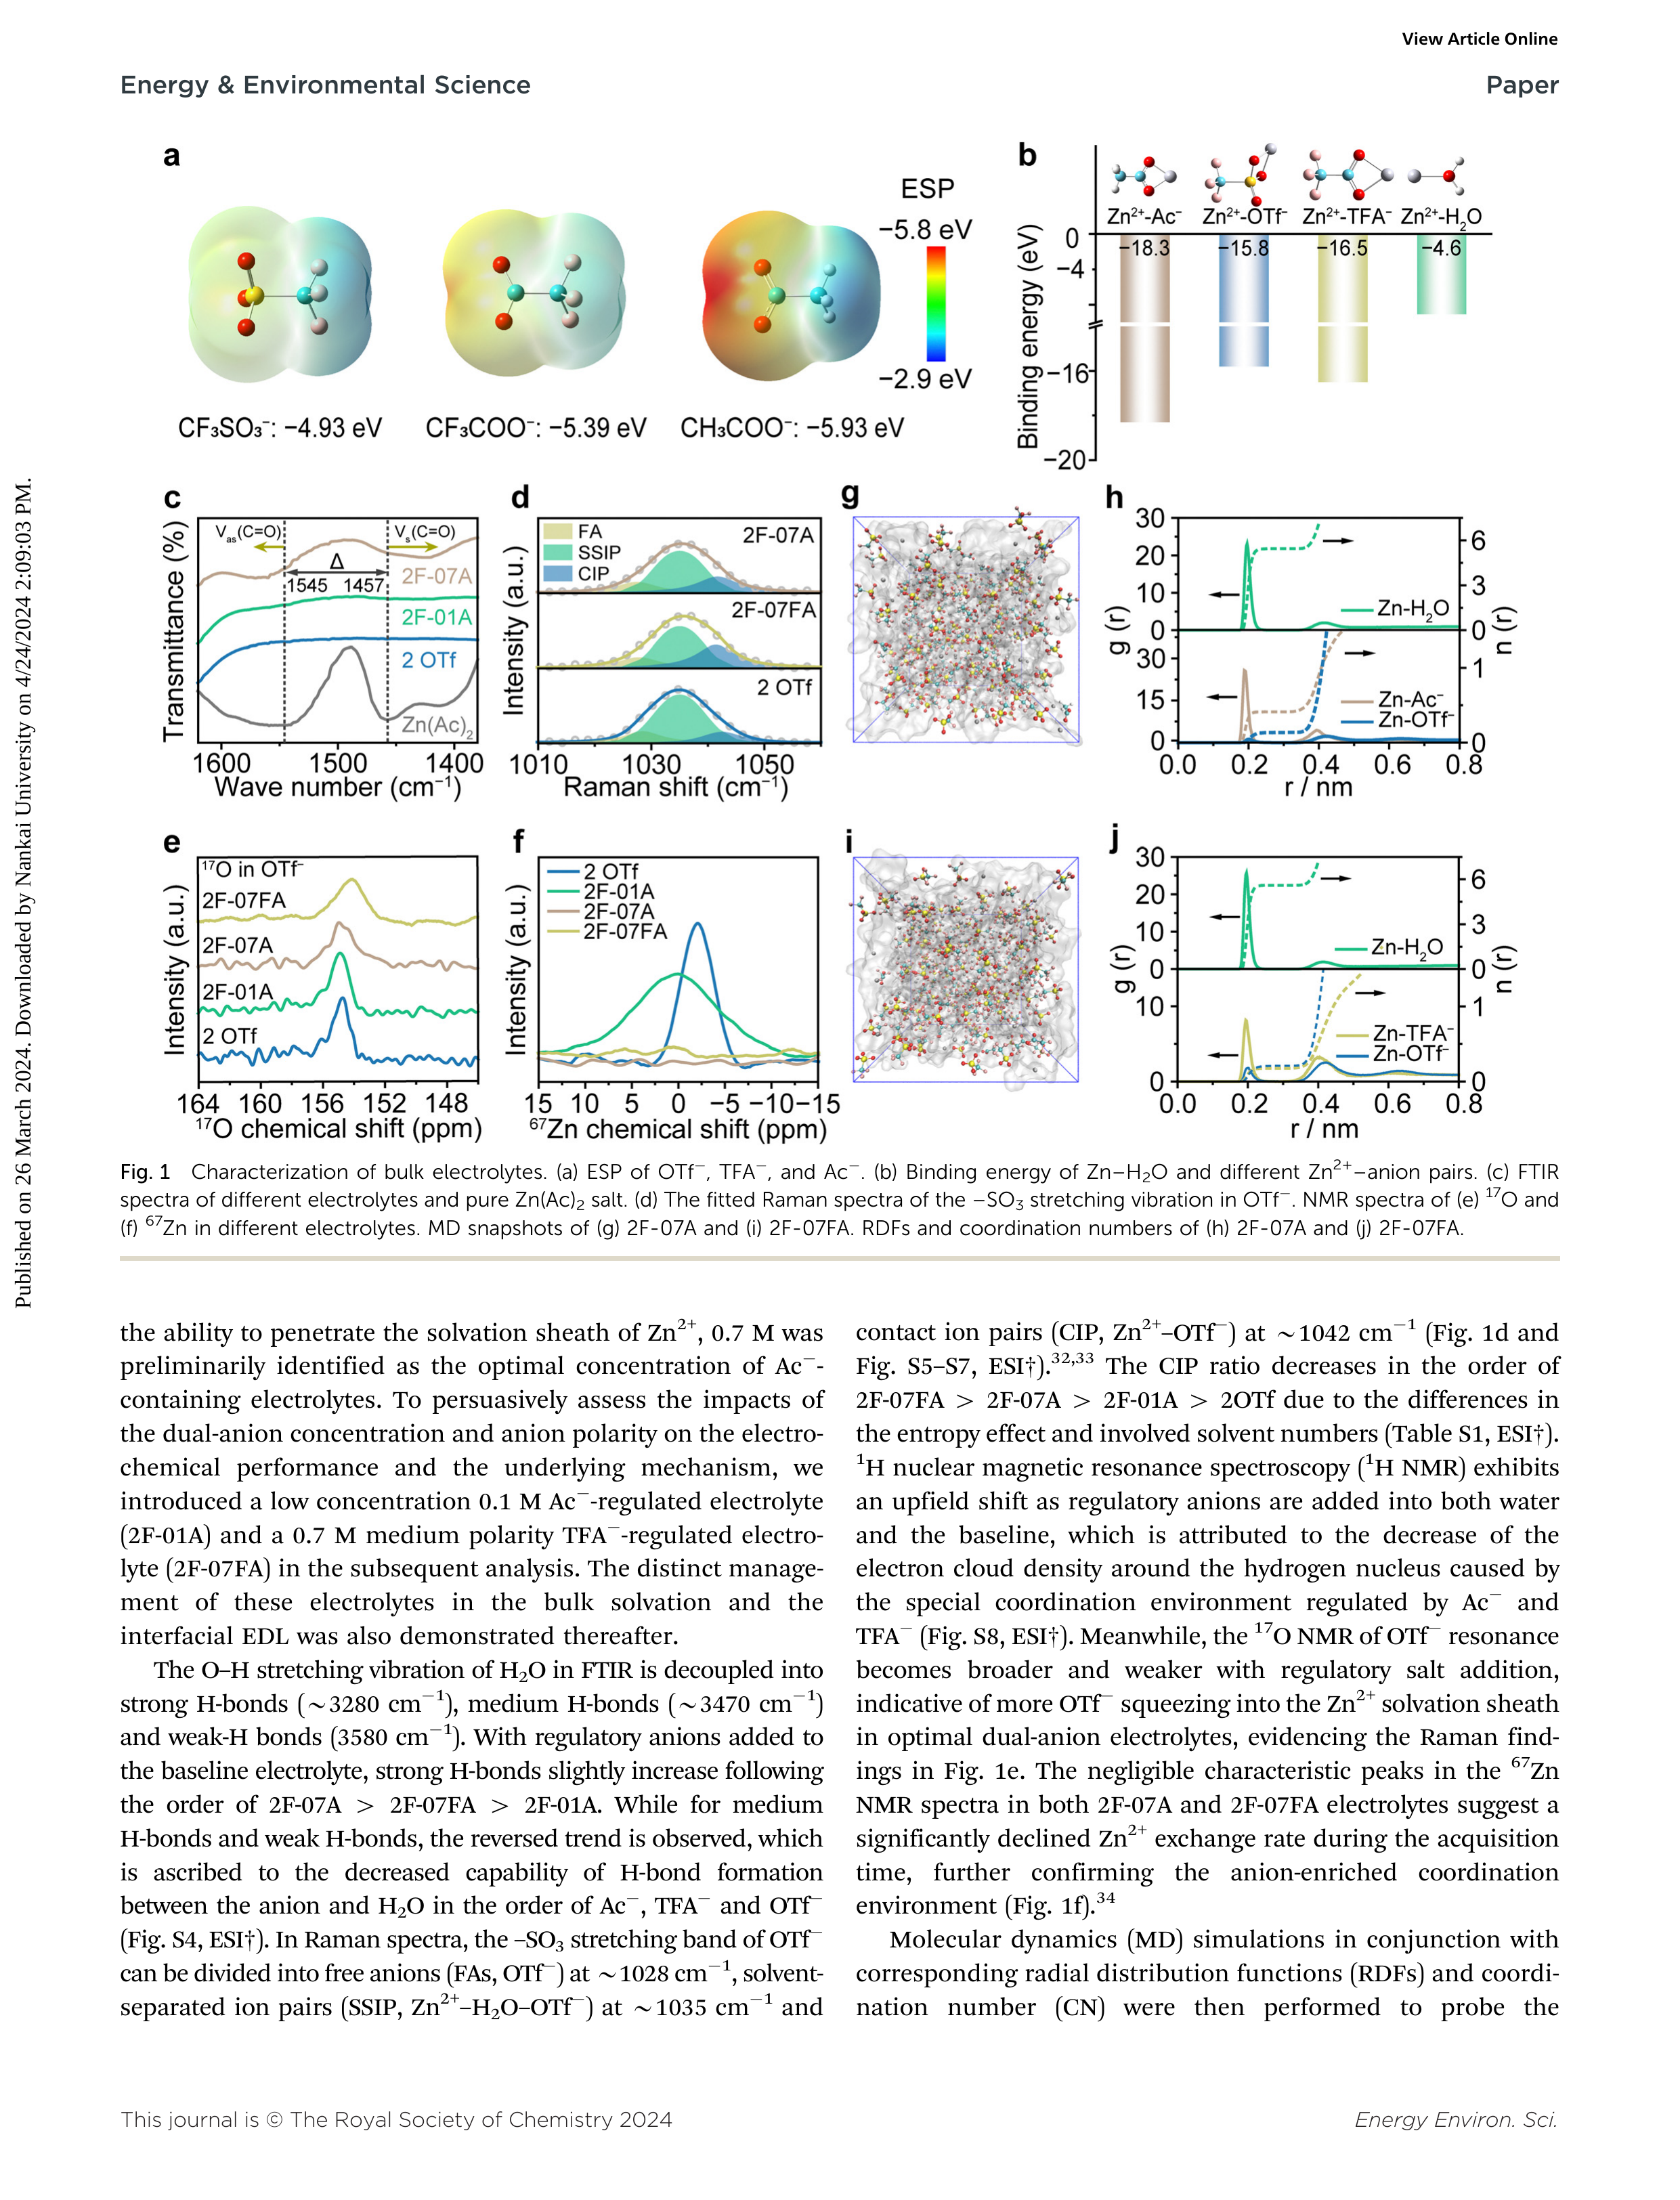 View Article Online
Energy & Environmental Science
Paper
Published on 26 March 2024. Downloaded by Nankai University on 4/24/2024 2:09:03 PM.
a
ESP
−5.8 eV
−2.9 eV
CF₃SO₃⁻: −4.93 eV
CF₃COO⁻: −5.39 eV
CH₃COO⁻: −5.93 eV
b
Zn²⁺-Ac⁻ Zn²⁺-OTf⁻ Zn²⁺-TFA⁻ Zn²⁺-H₂O
−18.3 −15.8 −16.5 −4.6
0
−4
−16
−20
Binding energy (eV)
c
Vas(C=O)
Vs(C=O)
Δ
1545 1457
2F-07A
2F-01A
2 OTf
Zn(Ac)₂
Transmittance (%)
1600 1500 1400
Wave number (cm⁻¹)
d
FA
SSIP
CIP
2F-07A
2F-07FA
2 OTf
Intensity (a.u.)
1010 1030 1050
Raman shift (cm⁻¹)
g
h
30
20
10
0
30
15
0
6
3
0
1
0
g (r)
n (r)
Zn-H₂O
Zn-Ac⁻
Zn-OTf⁻
0.0 0.2 0.4 0.6 0.8
r / nm
e
¹⁷O in OTf⁻
2F-07FA
2F-07A
2F-01A
2 OTf
Intensity (a.u.)
164 160 156 152 148
¹⁷O chemical shift (ppm)
f
2 OTf
2F-01A
2F-07A
2F-07FA
Intensity (a.u.)
15 10 5 0 −5 −10 −15
⁶⁷Zn chemical shift (ppm)
i
j
30
20
10
0
10
0
6
3
0
1
0
g (r)
n (r)
Zn-H₂O
Zn-TFA⁻
Zn-OTf⁻
0.0 0.2 0.4 0.6 0.8
r / nm
Fig. 1 Characterization of bulk electrolytes. (a) ESP of OTf⁻, TFA⁻, and Ac⁻. (b) Binding energy of Zn–H₂O and different Zn²⁺–anion pairs. (c) FTIR
spectra of different electrolytes and pure Zn(Ac)₂ salt. (d) The fitted Raman spectra of the –SO₃ stretching vibration in OTf⁻. NMR spectra of (e) ¹⁷O and
(f) ⁶⁷Zn in different electrolytes. MD snapshots of (g) 2F-07A and (i) 2F-07FA. RDFs and coordination numbers of (h) 2F-07A and (j) 2F-07FA.
the ability to penetrate the solvation sheath of Zn²⁺, 0.7 M was
preliminarily identified as the optimal concentration of Ac⁻-
containing electrolytes. To persuasively assess the impacts of
the dual-anion concentration and anion polarity on the electro-
chemical performance and the underlying mechanism, we
introduced a low concentration 0.1 M Ac⁻-regulated electrolyte
(2F-01A) and a 0.7 M medium polarity TFA⁻-regulated electro-
lyte (2F-07FA) in the subsequent analysis. The distinct manage-
ment of these electrolytes in the bulk solvation and the
interfacial EDL was also demonstrated thereafter.
The O–H stretching vibration of H₂O in FTIR is decoupled into
strong H-bonds (∼3280 cm⁻¹), medium H-bonds (∼3470 cm⁻¹)
and weak-H bonds (3580 cm⁻¹). With regulatory anions added to
the baseline electrolyte, strong H-bonds slightly increase following
the order of 2F-07A > 2F-07FA > 2F-01A. While for medium
H-bonds and weak H-bonds, the reversed trend is observed, which
is ascribed to the decreased capability of H-bond formation
between the anion and H₂O in the order of Ac⁻, TFA⁻ and OTf⁻
(Fig. S4, ESI†). In Raman spectra, the –SO₃ stretching band of OTf⁻
can be divided into free anions (FAs, OTf⁻) at ∼1028 cm⁻¹, solvent-
separated ion pairs (SSIP, Zn²⁺–H₂O–OTf⁻) at ∼1035 cm⁻¹ and
contact ion pairs (CIP, Zn²⁺–OTf⁻) at ∼1042 cm⁻¹ (Fig. 1d and
Fig. S5–S7, ESI†).³²,³³ The CIP ratio decreases in the order of
2F-07FA > 2F-07A > 2F-01A > 2OTf due to the differences in
the entropy effect and involved solvent numbers (Table S1, ESI†).
¹H nuclear magnetic resonance spectroscopy (¹H NMR) exhibits
an upfield shift as regulatory anions are added into both water
and the baseline, which is attributed to the decrease of the
electron cloud density around the hydrogen nucleus caused by
the special coordination environment regulated by Ac⁻ and
TFA⁻ (Fig. S8, ESI†). Meanwhile, the ¹⁷O NMR of OTf⁻ resonance
becomes broader and weaker with regulatory salt addition,
indicative of more OTf⁻ squeezing into the Zn²⁺ solvation sheath
in optimal dual-anion electrolytes, evidencing the Raman find-
ings in Fig. 1e. The negligible characteristic peaks in the ⁶⁷Zn
NMR spectra in both 2F-07A and 2F-07FA electrolytes suggest a
significantly declined Zn²⁺ exchange rate during the acquisition
time, further confirming the anion-enriched coordination
environment (Fig. 1f).³⁴
Molecular dynamics (MD) simulations in conjunction with
corresponding radial distribution functions (RDFs) and coordi-
nation number (CN) were then performed to probe the
This journal is © The Royal Society of Chemistry 2024
Energy Environ. Sci.